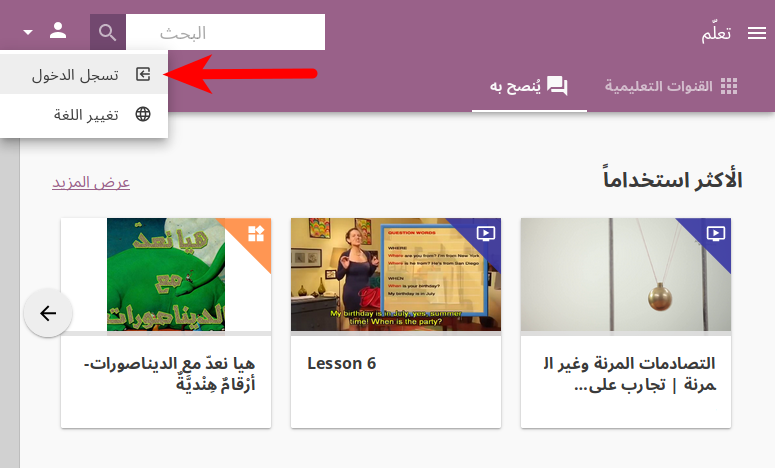 تعلّم
البحث
القنوات التعليمية
يُنصح به
تسجل الدخول
تغيير اللغة
الأكثر استخداماً
عرض المزيد
التصادمات المرنة وغير الـ
ـمرنة | تجارب على...
QUESTION WORDS
WHERE
Where are you from? I'm from New York
Where is he from? He's from San Diego
WHEN
When is your birthday?
My birthday is in July
My birthday is in July, yes, summer
time! When is the party?
Lesson 6
هيا نعدّ
مع
الديناصورات
هيا نعدّ مع الديناصورات-
أرْقامٌ هِنْديَّةٌ